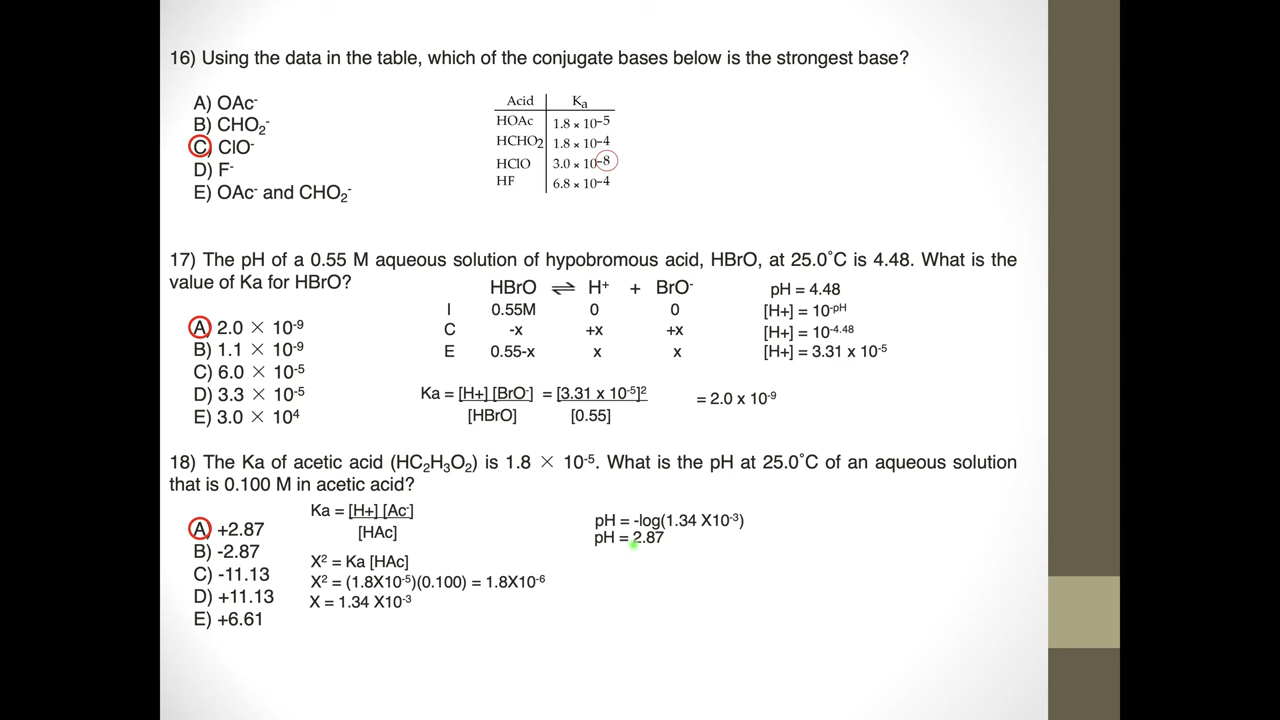 16) Using the data in the table, which of the conjugate bases below is the strongest base?
A) OAc⁻
B) CHO₂⁻
C) ClO⁻
D) F⁻
E) OAc⁻ and CHO₂⁻
Acid Kₐ
HOAc 1.8 × 10⁻⁵
HCHO₂ 1.8 × 10⁻⁴
HClO 3.0 × 10⁻⁸
HF 6.8 × 10⁻⁴
17) The pH of a 0.55 M aqueous solution of hypobromous acid, HBrO, at 25.0˚C is 4.48. What is the
value of Ka for HBrO?
A) 2.0 × 10⁻⁹
B) 1.1 × 10⁻⁹
C) 6.0 × 10⁻⁵
D) 3.3 × 10⁻⁵
E) 3.0 × 10⁴
HBrO ⇌ H⁺ + BrO⁻
I 0.55M 0 0
C -x +x +x
E 0.55-x x x
pH = 4.48
[H+] = 10⁻ᵖᴴ
[H+] = 10⁻⁴·⁴⁸
[H+] = 3.31 x 10⁻⁵
Ka = [H+] [BrO⁻] = [3.31 x 10⁻⁵]² = 2.0 x 10⁻⁹
[HBrO] [0.55]
18) The Ka of acetic acid (HC₂H₃O₂) is 1.8 × 10⁻⁵. What is the pH at 25.0˚C of an aqueous solution
that is 0.100 M in acetic acid?
A) +2.87
B) -2.87
C) -11.13
D) +11.13
E) +6.61
Ka = [H+] [Ac⁻]
[HAc]
X² = Ka [HAc]
X² = (1.8X10⁻⁵)(0.100) = 1.8X10⁻⁶
X = 1.34 X10⁻³
pH = -log(1.34 X10⁻³)
pH = 2.87